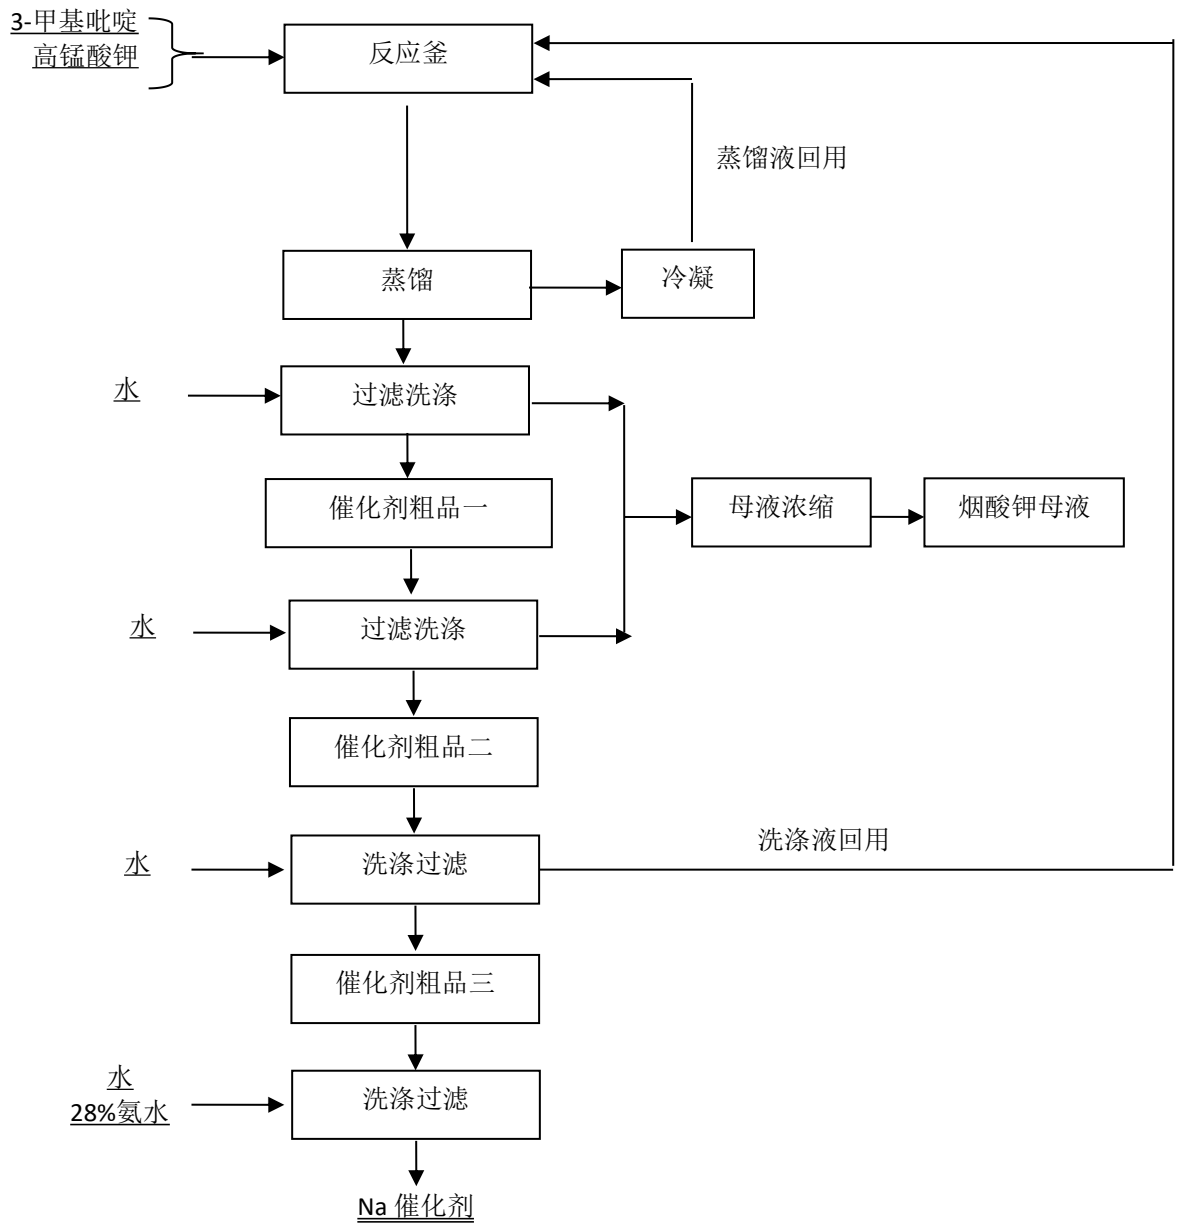 3-甲基吡啶
高锰酸钾
反应釜
蒸馏液回用
蒸馏
冷凝
水
过滤洗涤
催化剂粗品一
母液浓缩
烟酸钾母液
水
过滤洗涤
催化剂粗品二
洗涤液回用
水
洗涤过滤
催化剂粗品三
水
28%氨水
洗涤过滤
Na 催化剂